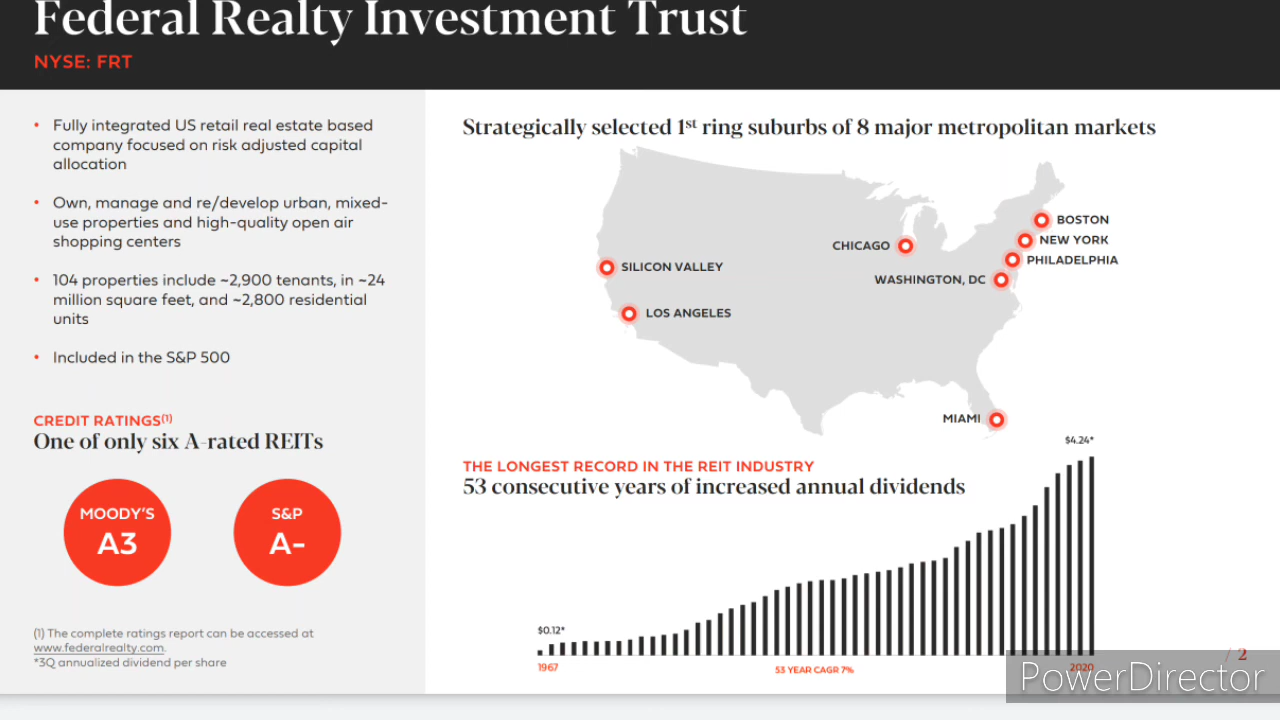 Federal Realty Investment Trust
NYSE: FRT
• Fully integrated US retail real estate based
company focused on risk adjusted capital
allocation
• Own, manage and re/develop urban, mixed-
use properties and high-quality open air
shopping centers
• 104 properties include ~2,900 tenants, in ~24
million square feet, and ~2,800 residential
units
• Included in the S&P 500
CREDIT RATINGS(1)
One of only six A-rated REITs
MOODY'S
A3
S&P
A-
(1) The complete ratings report can be accessed at
www.federalrealty.com.
*3Q annualized dividend per share
Strategically selected 1st ring suburbs of 8 major metropolitan markets
BOSTON
NEW YORK
CHICAGO
PHILADELPHIA
SILICON VALLEY
WASHINGTON, DC
LOS ANGELES
MIAMI
$4.24*
THE LONGEST RECORD IN THE REIT INDUSTRY
53 consecutive years of increased annual dividends
$0.12*
1967
53 YEAR CAGR 7%
2020
/ 2
PowerDirector